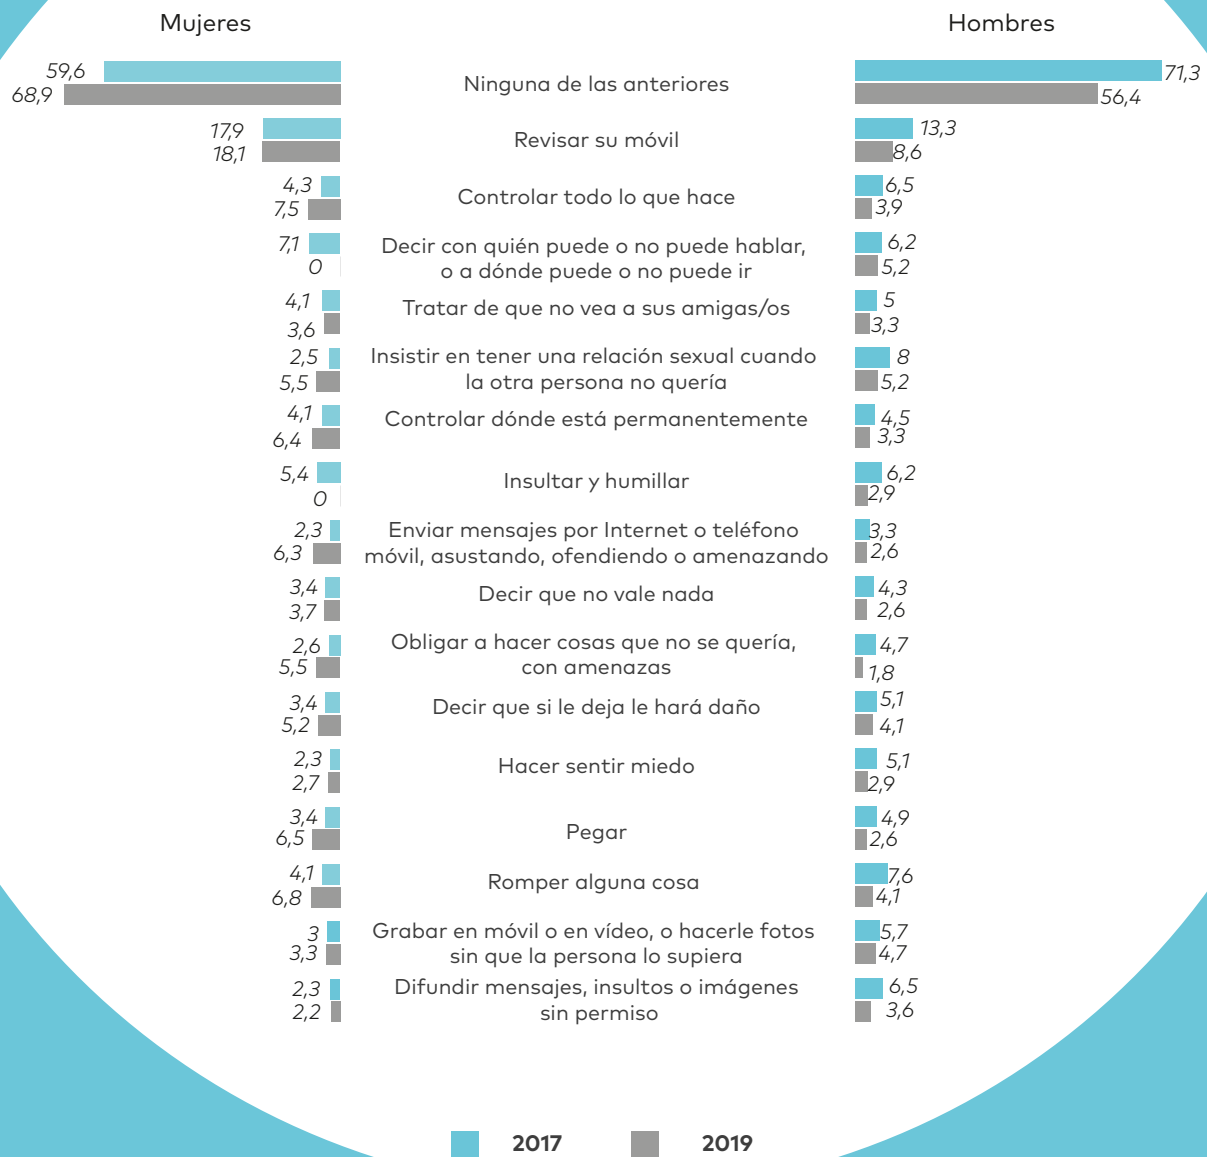 Mujeres
Hombres
59,6
68,9
Ninguna de las anteriores
71,3
56,4
17,9
18,1
Revisar su móvil
13,3
8,6
4,3
7,5
Controlar todo lo que hace
6,5
3,9
7,1
0
Decir con quién puede o no puede hablar,
o a dónde puede o no puede ir
6,2
5,2
4,1
3,6
Tratar de que no vea a sus amigas/os
5
3,3
2,5
5,5
Insistir en tener una relación sexual cuando
la otra persona no quería
8
5,2
4,1
6,4
Controlar dónde está permanentemente
4,5
3,3
5,4
0
Insultar y humillar
6,2
2,9
2,3
6,3
Enviar mensajes por Internet o teléfono
móvil, asustando, ofendiendo o amenazando
3,3
2,6
3,4
3,7
Decir que no vale nada
4,3
2,6
2,6
5,5
Obligar a hacer cosas que no se quería,
con amenazas
4,7
1,8
3,4
5,2
Decir que si le deja le hará daño
5,1
4,1
2,3
2,7
Hacer sentir miedo
5,1
2,9
3,4
6,5
Pegar
4,9
2,6
4,1
6,8
Romper alguna cosa
7,6
4,1
3
3,3
Grabar en móvil o en vídeo, o hacerle fotos
sin que la persona lo supiera
5,7
4,7
2,3
2,2
Difundir mensajes, insultos o imágenes
sin permiso
6,5
3,6
2017
2019